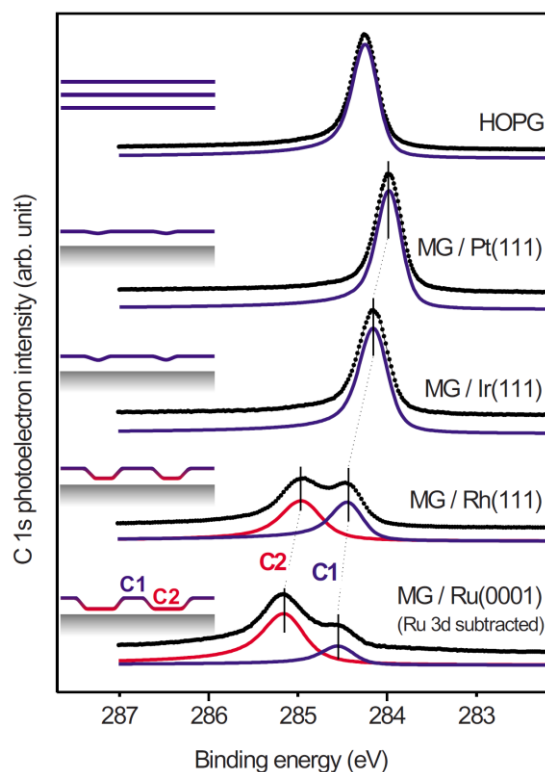 C 1s photoelectron intensity (arb. unit)
HOPG
MG / Pt(111)
MG / Ir(111)
MG / Rh(111)
C2
C1
C1
C2
MG / Ru(0001)
(Ru 3d subtracted)
287
286
285
284
283
Binding energy (eV)